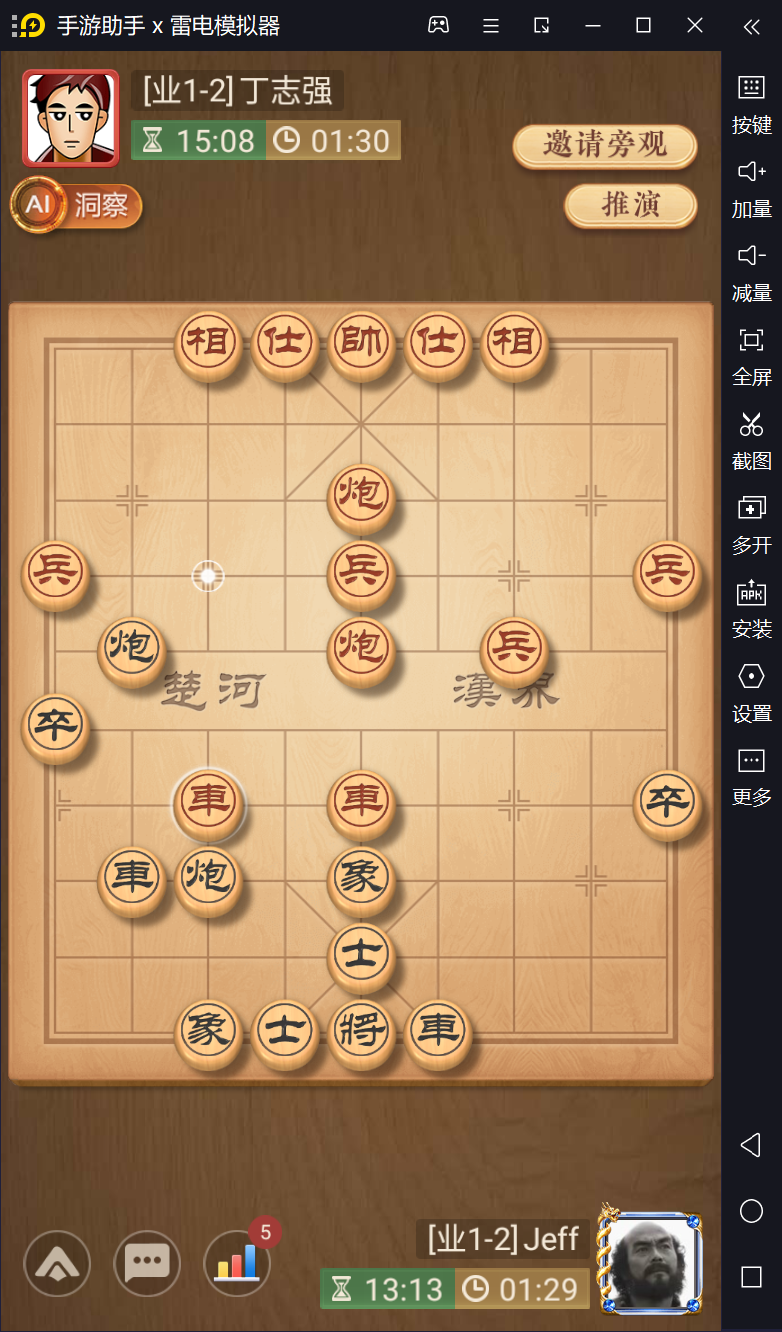 手游助手 x 雷电模拟器
[业1-2] 丁志强
15:08 01:30
邀请旁观
AI 洞察
推演
相 仕 帥 仕 相
炮
兵 兵 兵
炮 炮 兵
楚河 漢界
卒
車 車 卒
車 炮 象
士
象 士 將 車
5
[业1-2] Jeff
13:13 01:29
按键
加量
减量
全屏
截图
多开
APK
安装
设置
更多